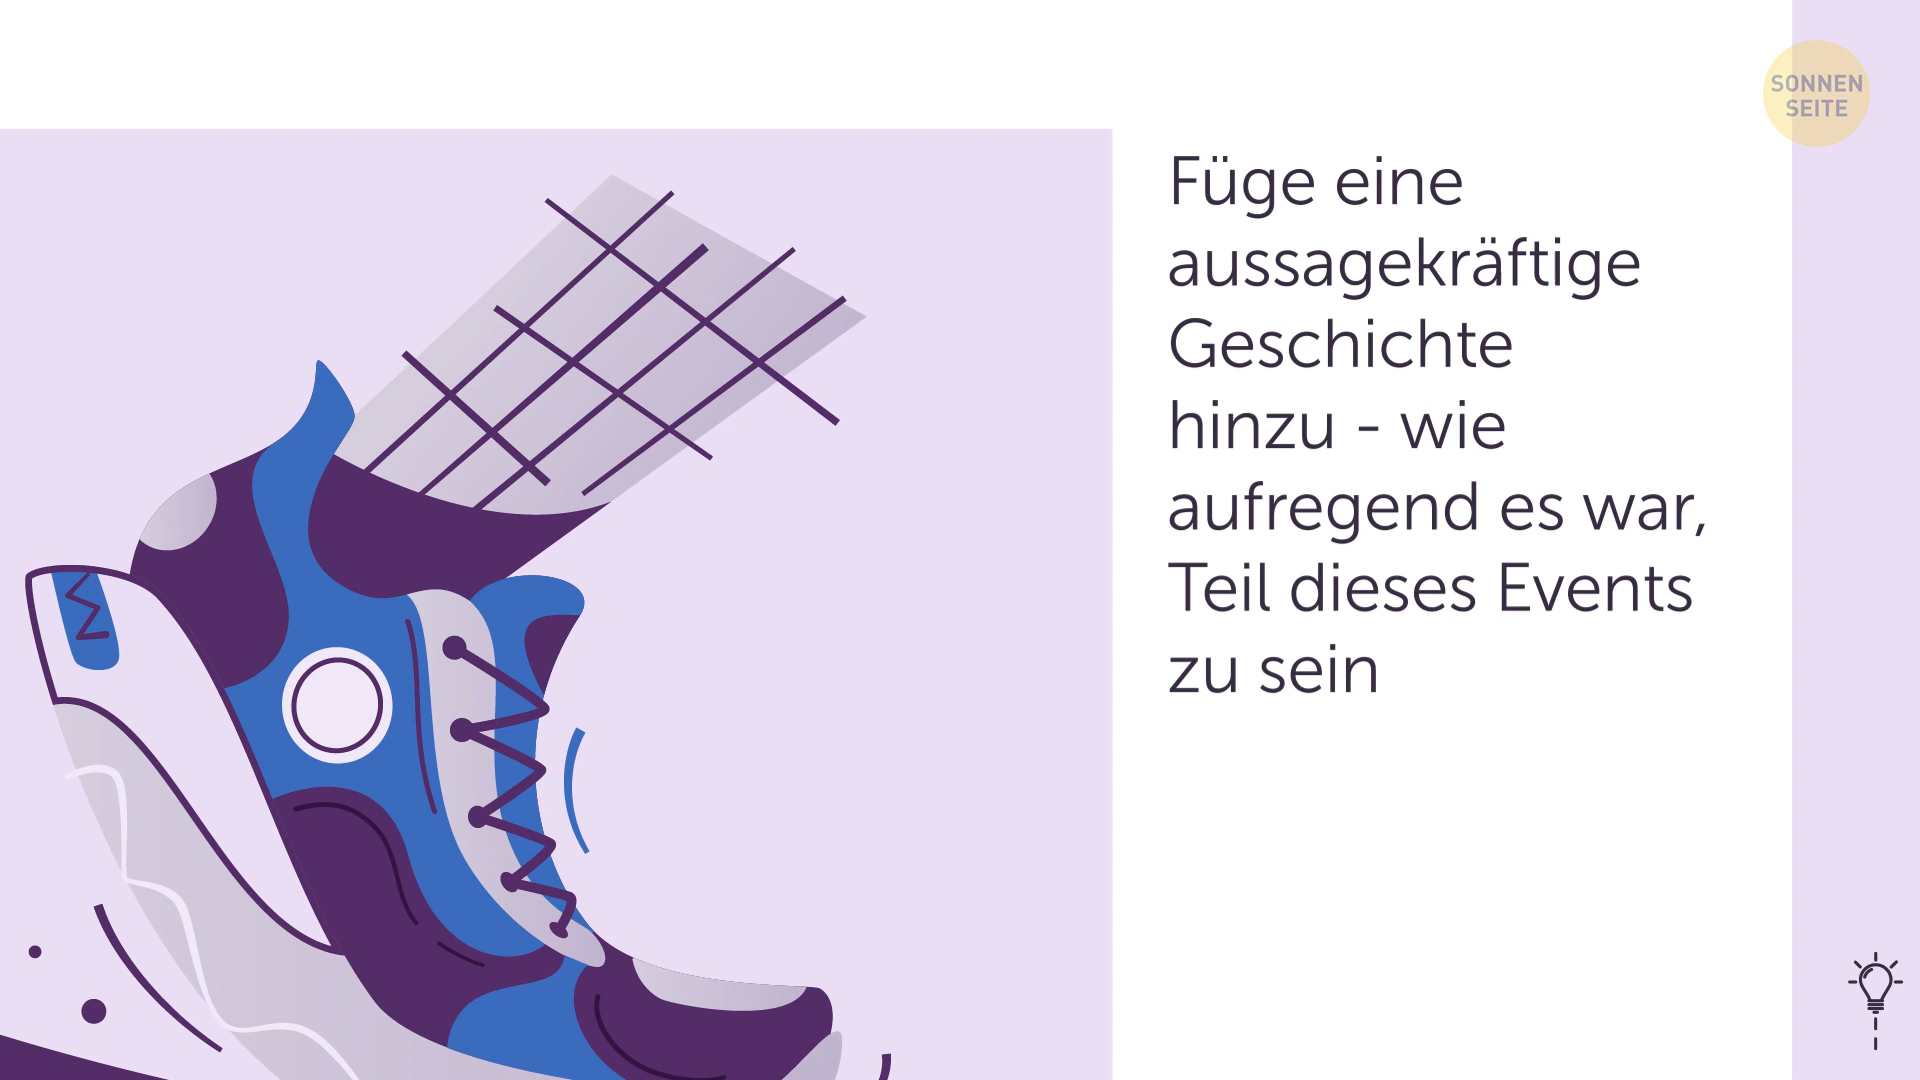 SONNEN
SEITE
Füge eine
aussagekräftige
Geschichte
hinzu - wie
aufregend es war,
Teil dieses Events
zu sein